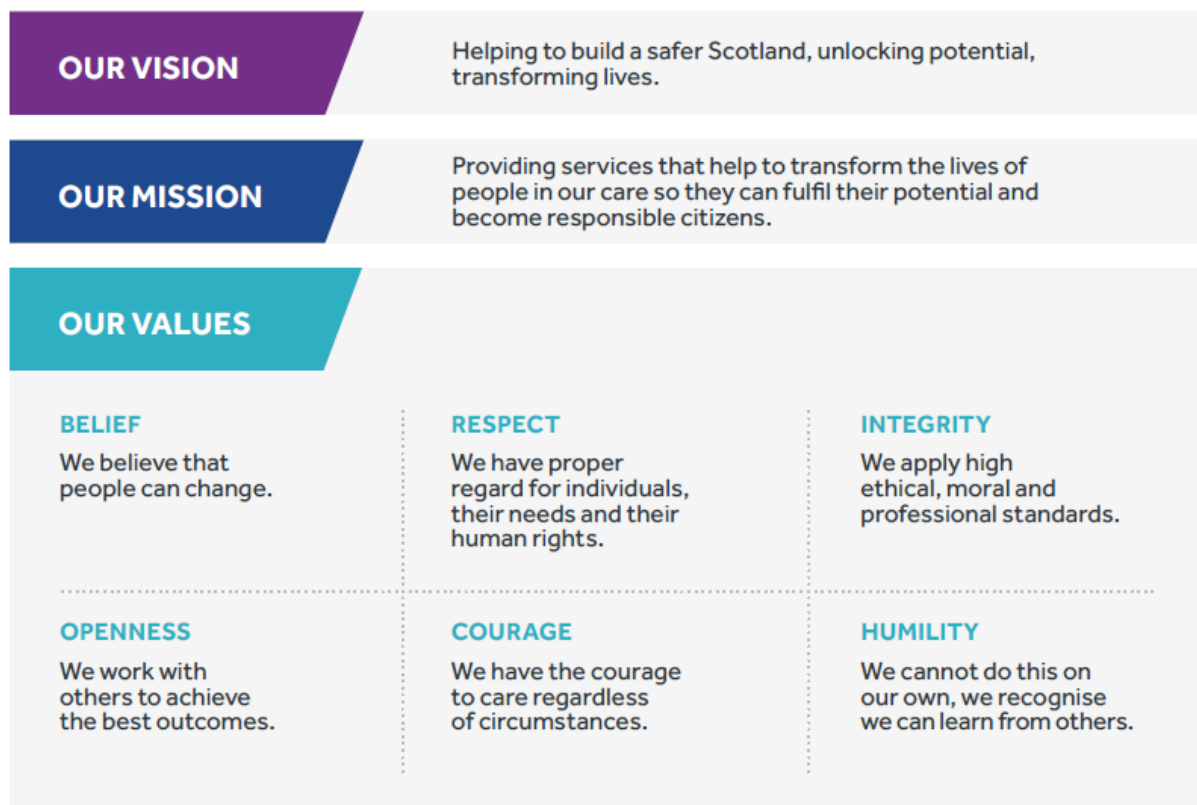 OUR VISION
Helping to build a safer Scotland, unlocking potential,
transforming lives.
OUR MISSION
Providing services that help to transform the lives of
people in our care so they can fulfil their potential and
become responsible citizens.
OUR VALUES
BELIEF
We believe that
people can change.
RESPECT
We have proper
regard for individuals,
their needs and their
human rights.
INTEGRITY
We apply high
ethical, moral and
professional standards.
OPENNESS
We work with
others to achieve
the best outcomes.
COURAGE
We have the courage
to care regardless
of circumstances.
HUMILITY
We cannot do this on
our own, we recognise
we can learn from others.